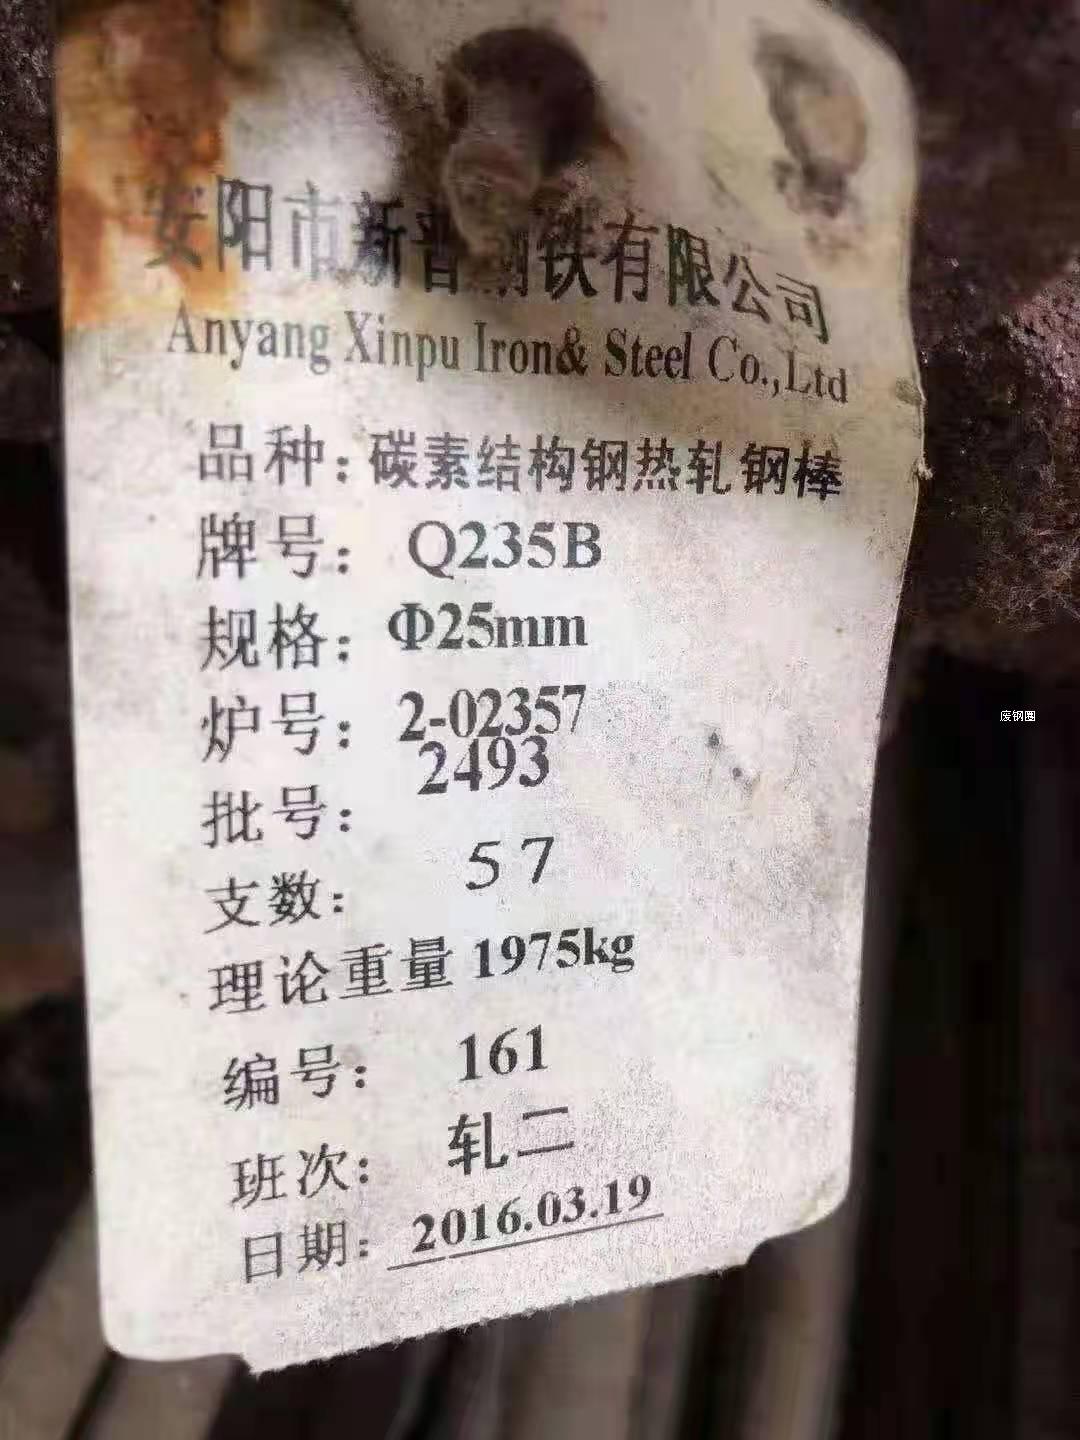 安阳市新普钢铁有限公司
Anyang Xinpu Iron& Steel Co.,Ltd
品种：碳素结构钢热轧钢棒
牌号： Q235B
规格：Φ25mm
炉号：2-02357
批号： 2493
支数： 57
理论重量 1975kg
编号： 161
班次： 轧二
日期： 2016.03.19
废钢圈